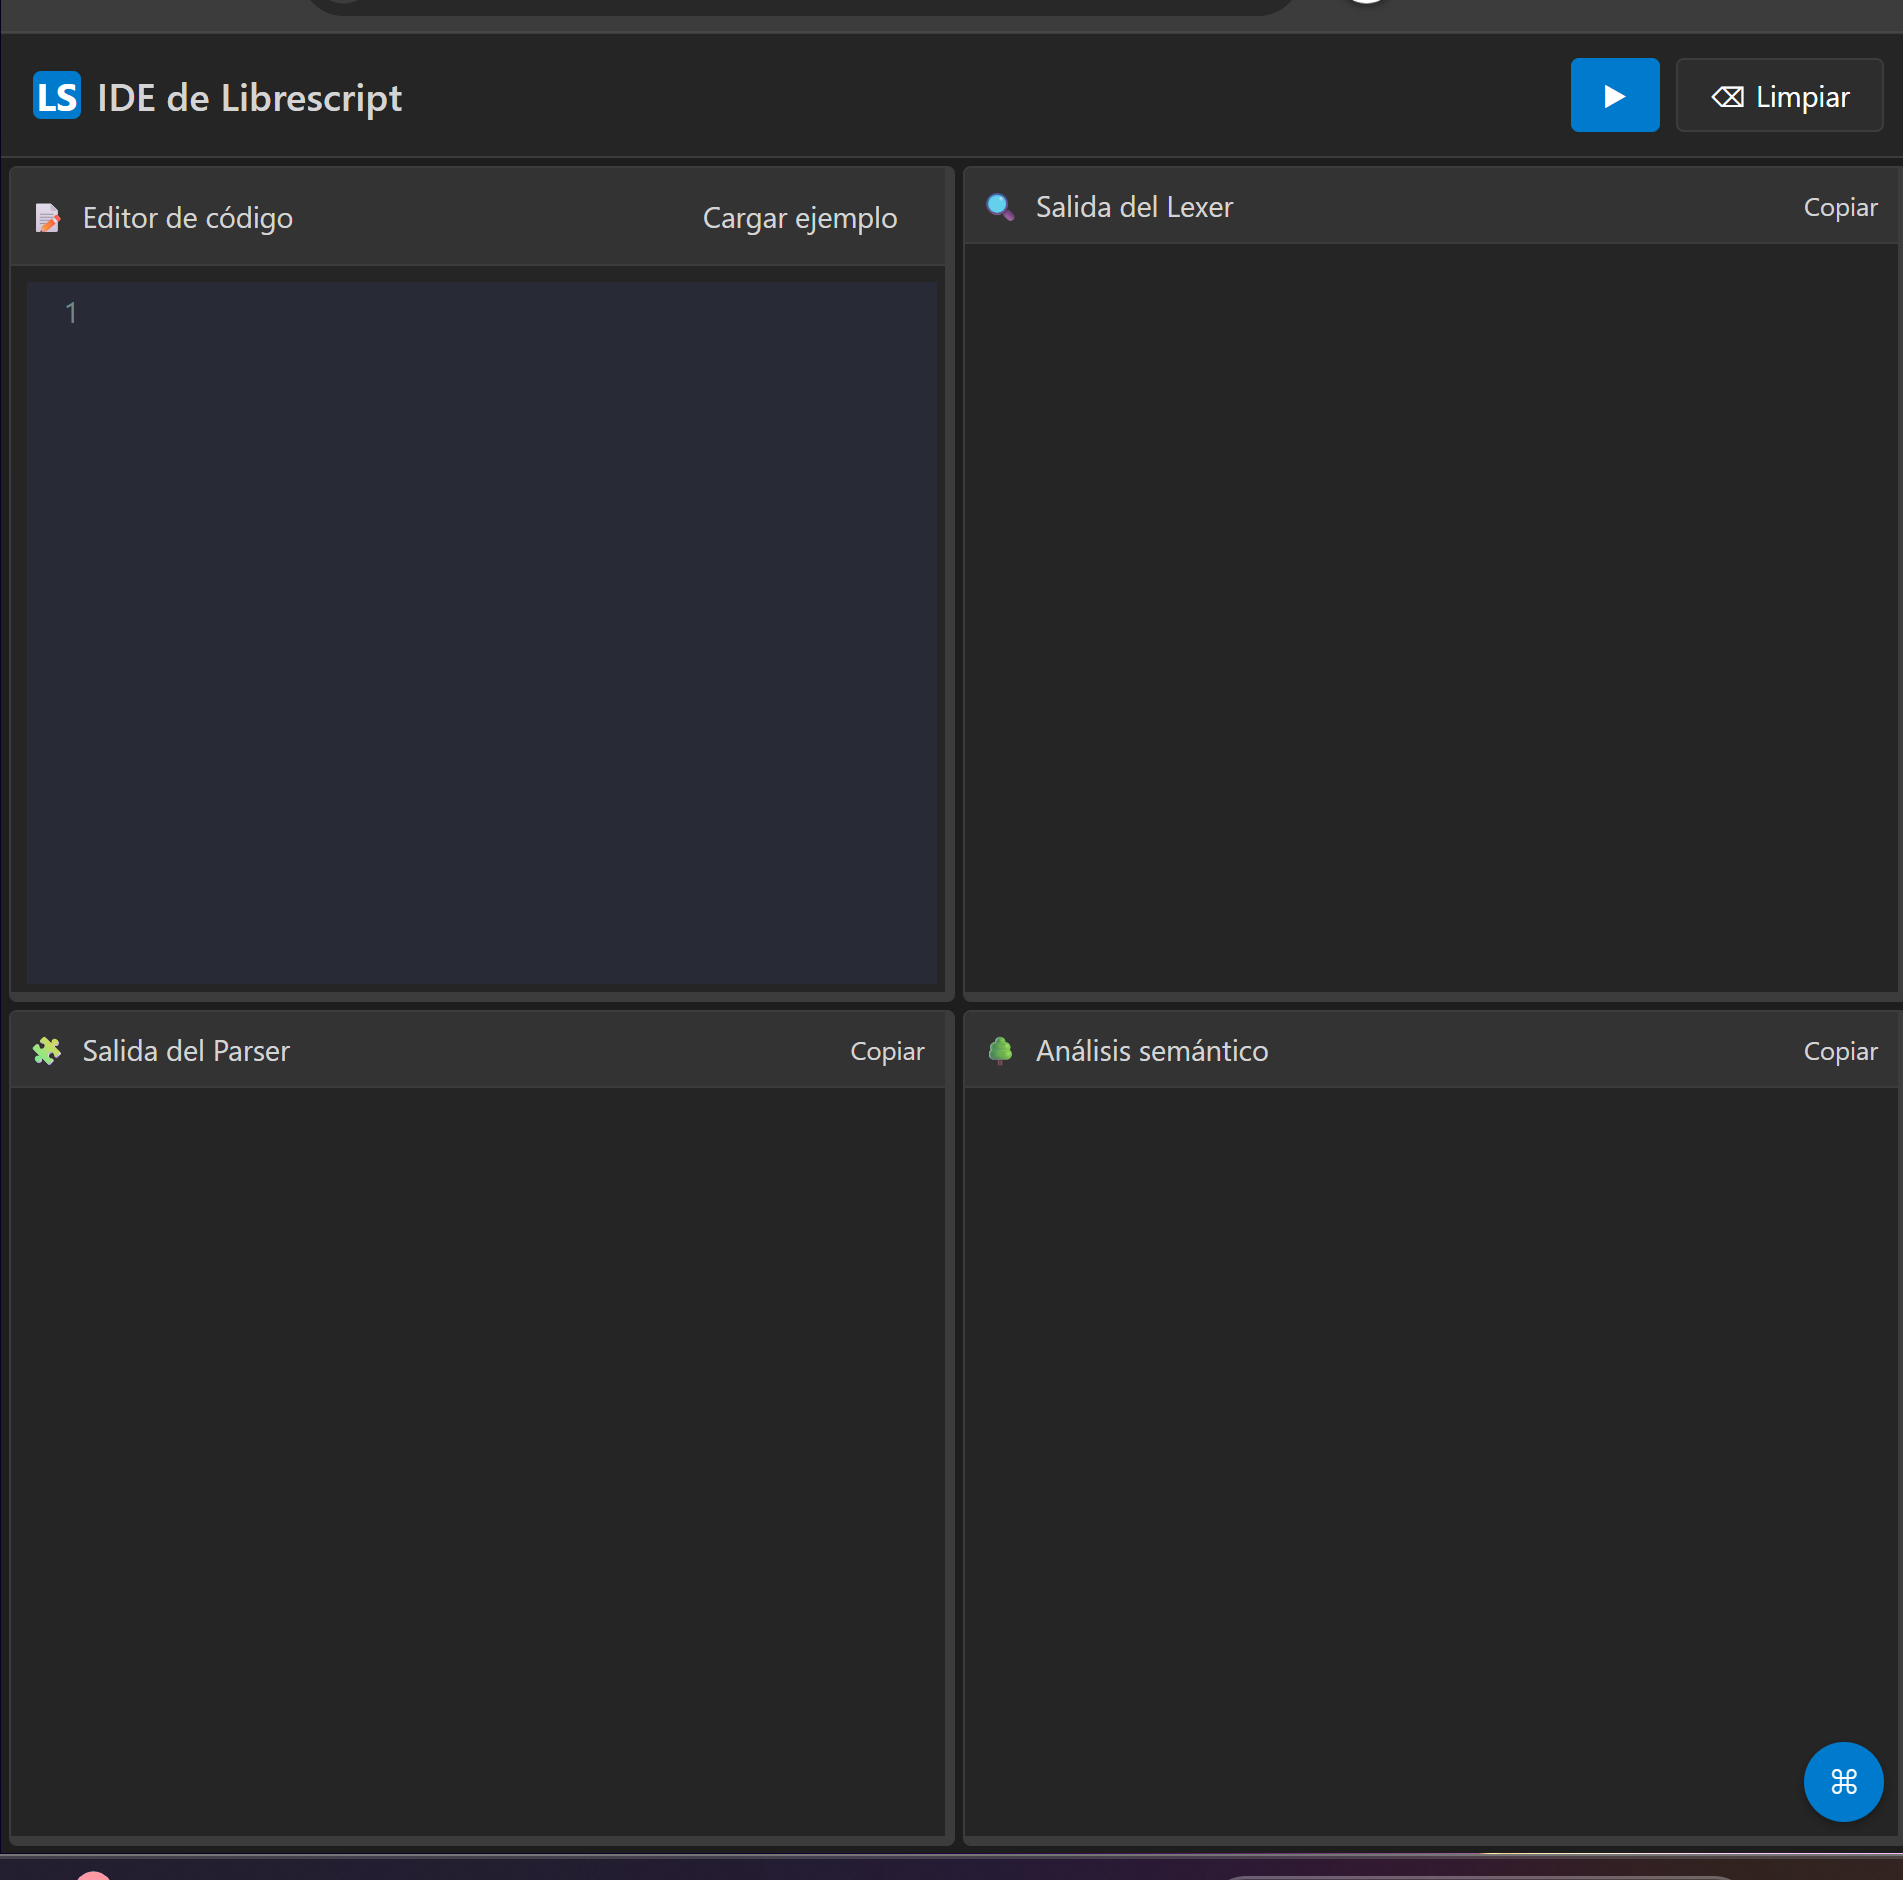 LS IDE de Librescript
⌫ Limpiar
Editor de código
Cargar ejemplo
1
Salida del Lexer
Copiar
Salida del Parser
Copiar
Análisis semántico
Copiar
⌘